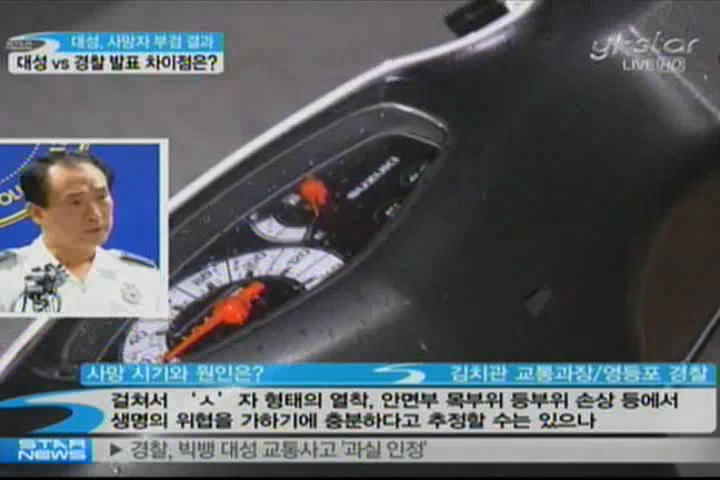 대성, 사망자 부검 결과
대성 vs 경찰 발표 차이점은?
ykstar
LIVE HD
SUZUKI
사망 시기와 원인은?
김치관 교통과장/영등포 경찰
걸쳐서 'ㅅ' 자 형태의 열착, 안면부 목부위 등부위 손상 등에서
생명의 위협을 가하기에 충분하다고 추정할 수는 있으나
STAR
NEWS
▶ 경찰, 빅뱅 대성 교통사고 '과실 인정'